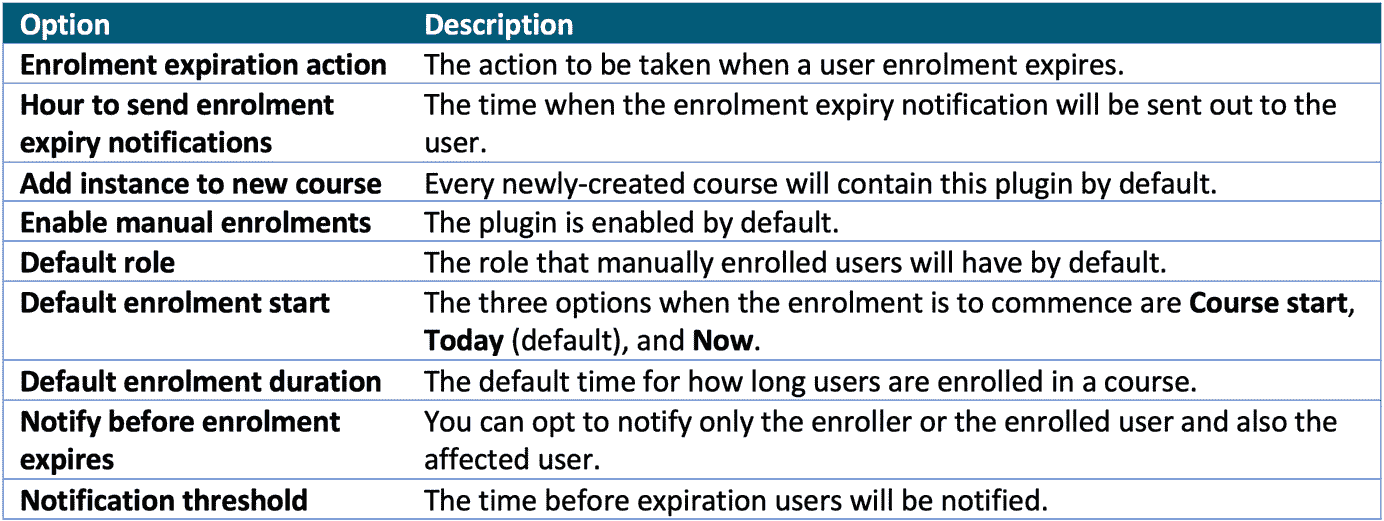 Option Description
Enrolment expiration action The action to be taken when a user enrolment expires.
Hour to send enrolment The time when the enrolment expiry notification will be sent out to the
expiry notifications user.
Add instance to new course Every newly-created course will contain this plugin by default.
Enable manual enrolments The plugin is enabled by default.
Default role The role that manually enrolled users will have by default.
Default enrolment start The three options when the enrolment is to commence are Course start,
Today (default), and Now.
Default enrolment duration The default time for how long users are enrolled in a course.
Notify before enrolment You can opt to notify only the enroller or the enrolled user and also the
expires affected user.
Notification threshold The time before expiration users will be notified.